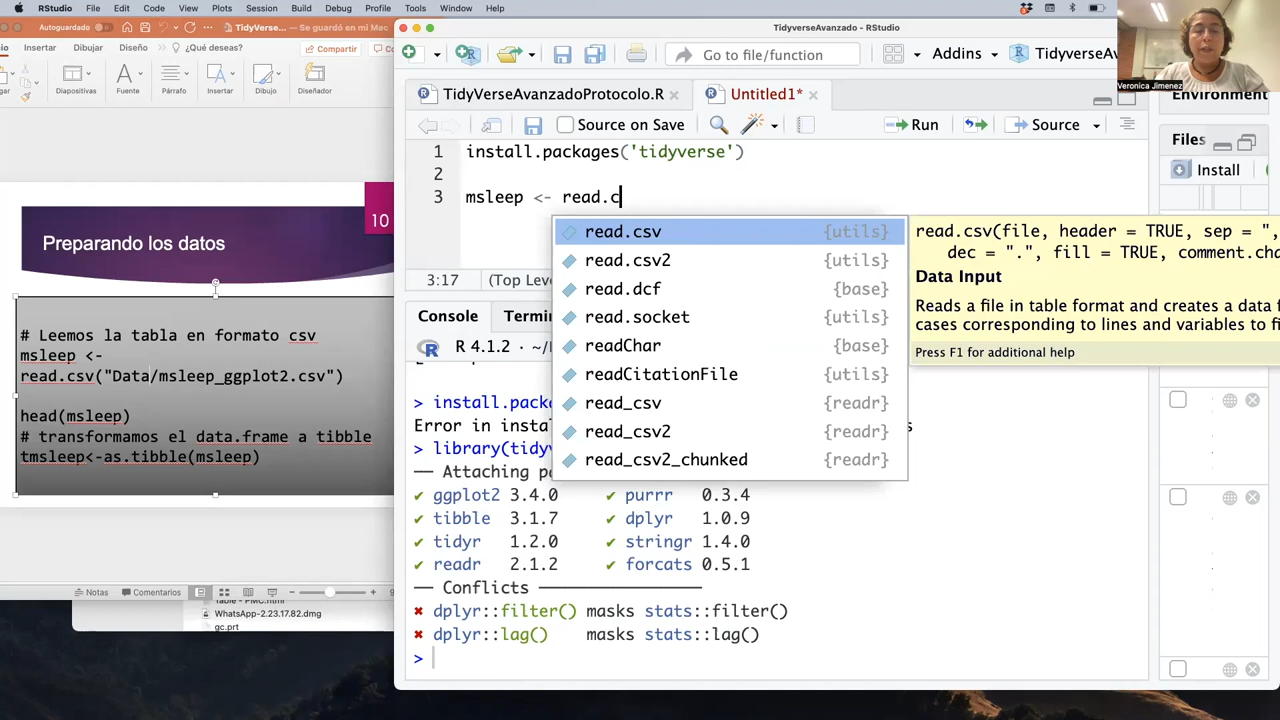 RStudio File Edit Code View Plots Session Build Debug Profile Tools Window Help
Autoguardado
TidyVerse... — Se guardó en mi Mac
Insertar Dibujar Diseño ¿Qué deseas?
Compartir
Diapositivas Fuente Párrafo Insertar Dibujo Diseñador
10
Preparando los datos
# Leemos la tabla en formato csv
msleep <-
read.csv("Data/msleep_ggplot2.csv")
head(msleep)
# transformamos el data.frame a tibble
tmsleep<-as.tibble(msleep)
Notas Comentarios
table - PMC.html
WhatsApp-2.23.17.82.dmg
gc.prt
TidyverseAvanzado - RStudio
Go to file/function
Addins
TidyverseAv
TidyVerseAvanzadoProtocolo.R
Untitled1*
Source on Save
Run
Source
1 install.packages('tidyverse')
2
3 msleep <- read.c
read.csv {utils}
read.csv2 {utils}
read.dcf {base}
read.socket {utils}
readChar {base}
readCitationFile {utils}
read_csv {readr}
read_csv2 {readr}
read_csv2_chunked {readr}
read.csv(file, header = TRUE, sep = ",
dec = ".", fill = TRUE, comment.cha
Data Input
Reads a file in table format and creates a data f
cases corresponding to lines and variables to fi
Press F1 for additional help
3:17 (Top Leve
Console Termi
R 4.1.2 · ~/
> install.packa
Error in instal
> library(tidy
— Attaching pa
✔ ggplot2 3.4.0 ✔ purrr 0.3.4
✔ tibble 3.1.7 ✔ dplyr 1.0.9
✔ tidyr 1.2.0 ✔ stringr 1.4.0
✔ readr 2.1.2 ✔ forcats 0.5.1
— Conflicts ————————
✖ dplyr::filter() masks stats::filter()
✖ dplyr::lag() masks stats::lag()
>
Veronica Jimenez
Environment
Files
Install